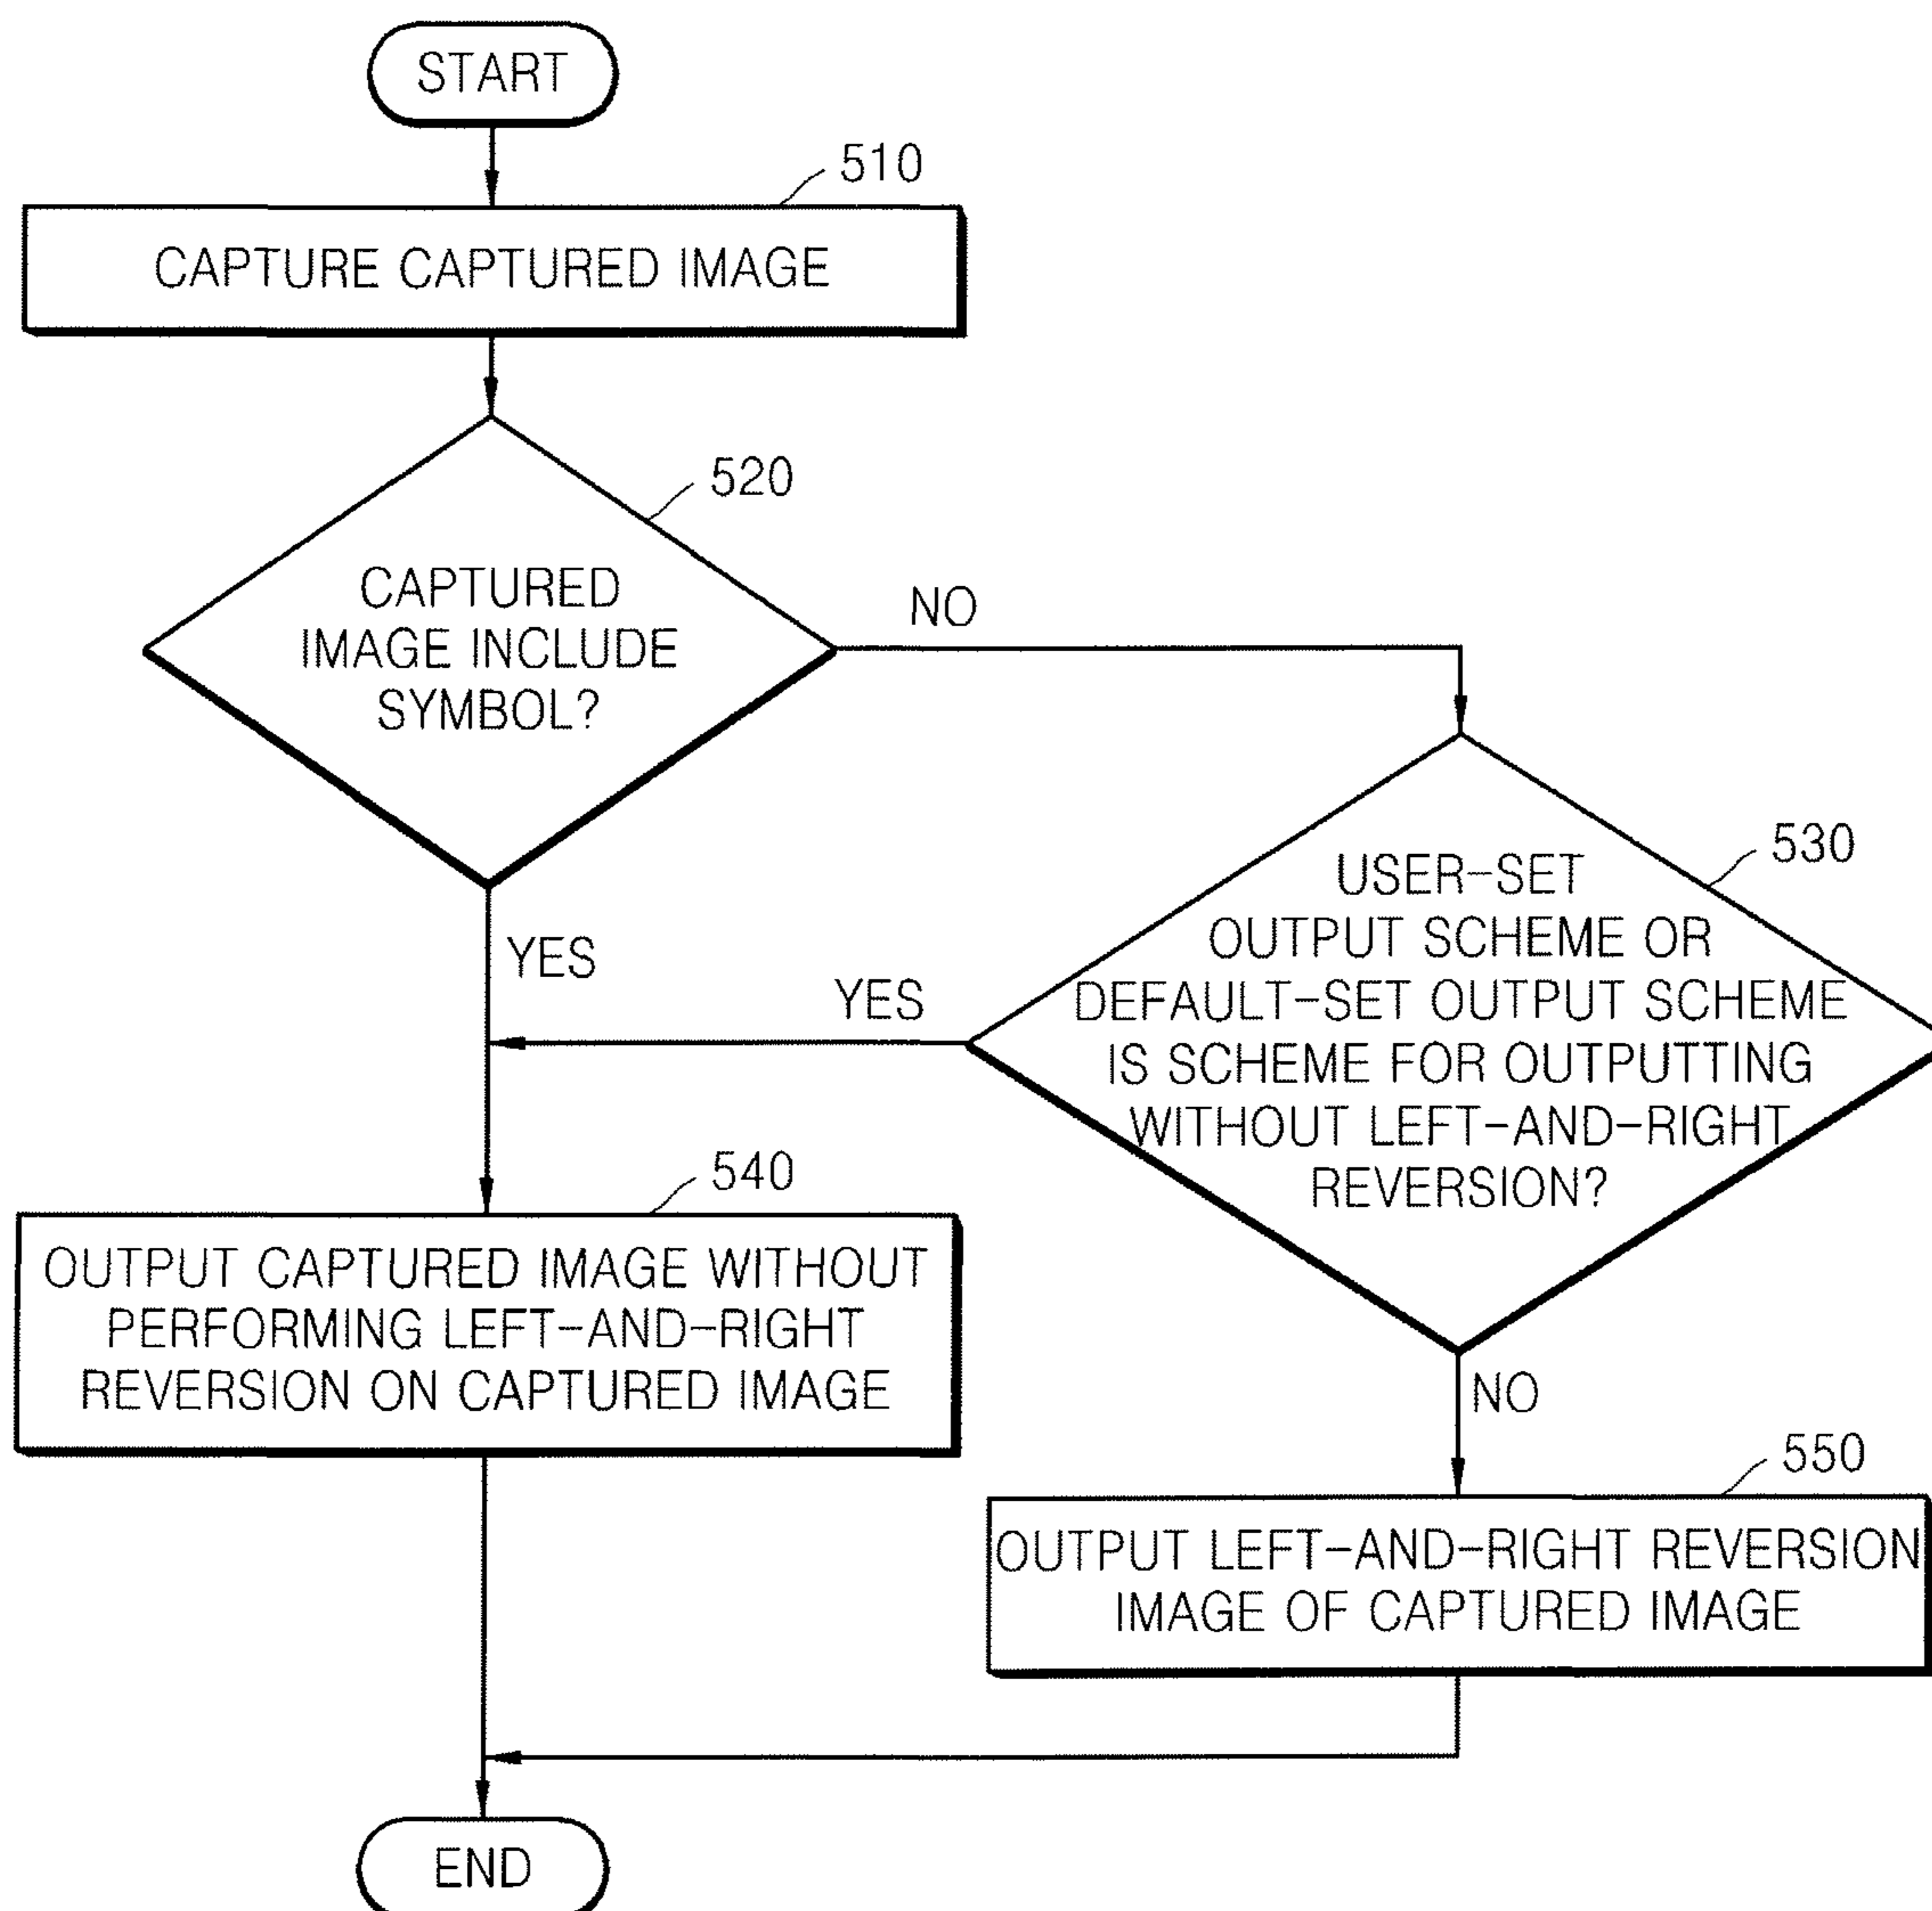 START
510
CAPTURE CAPTURED IMAGE
520
CAPTURED
IMAGE INCLUDE
SYMBOL?
NO
YES
530
USER-SET
OUTPUT SCHEME OR
DEFAULT-SET OUTPUT SCHEME
IS SCHEME FOR OUTPUTTING
WITHOUT LEFT-AND-RIGHT
REVERSION?
YES
NO
540
OUTPUT CAPTURED IMAGE WITHOUT
PERFORMING LEFT-AND-RIGHT
REVERSION ON CAPTURED IMAGE
550
OUTPUT LEFT-AND-RIGHT REVERSION
IMAGE OF CAPTURED IMAGE
END